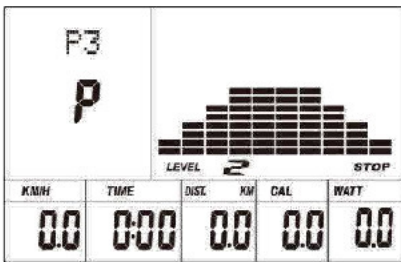 P3
P
LEVEL 2 STOP
KM/H TIME DIST. KM CAL WATT
0.0 0:00 0.0 0.0 0.0